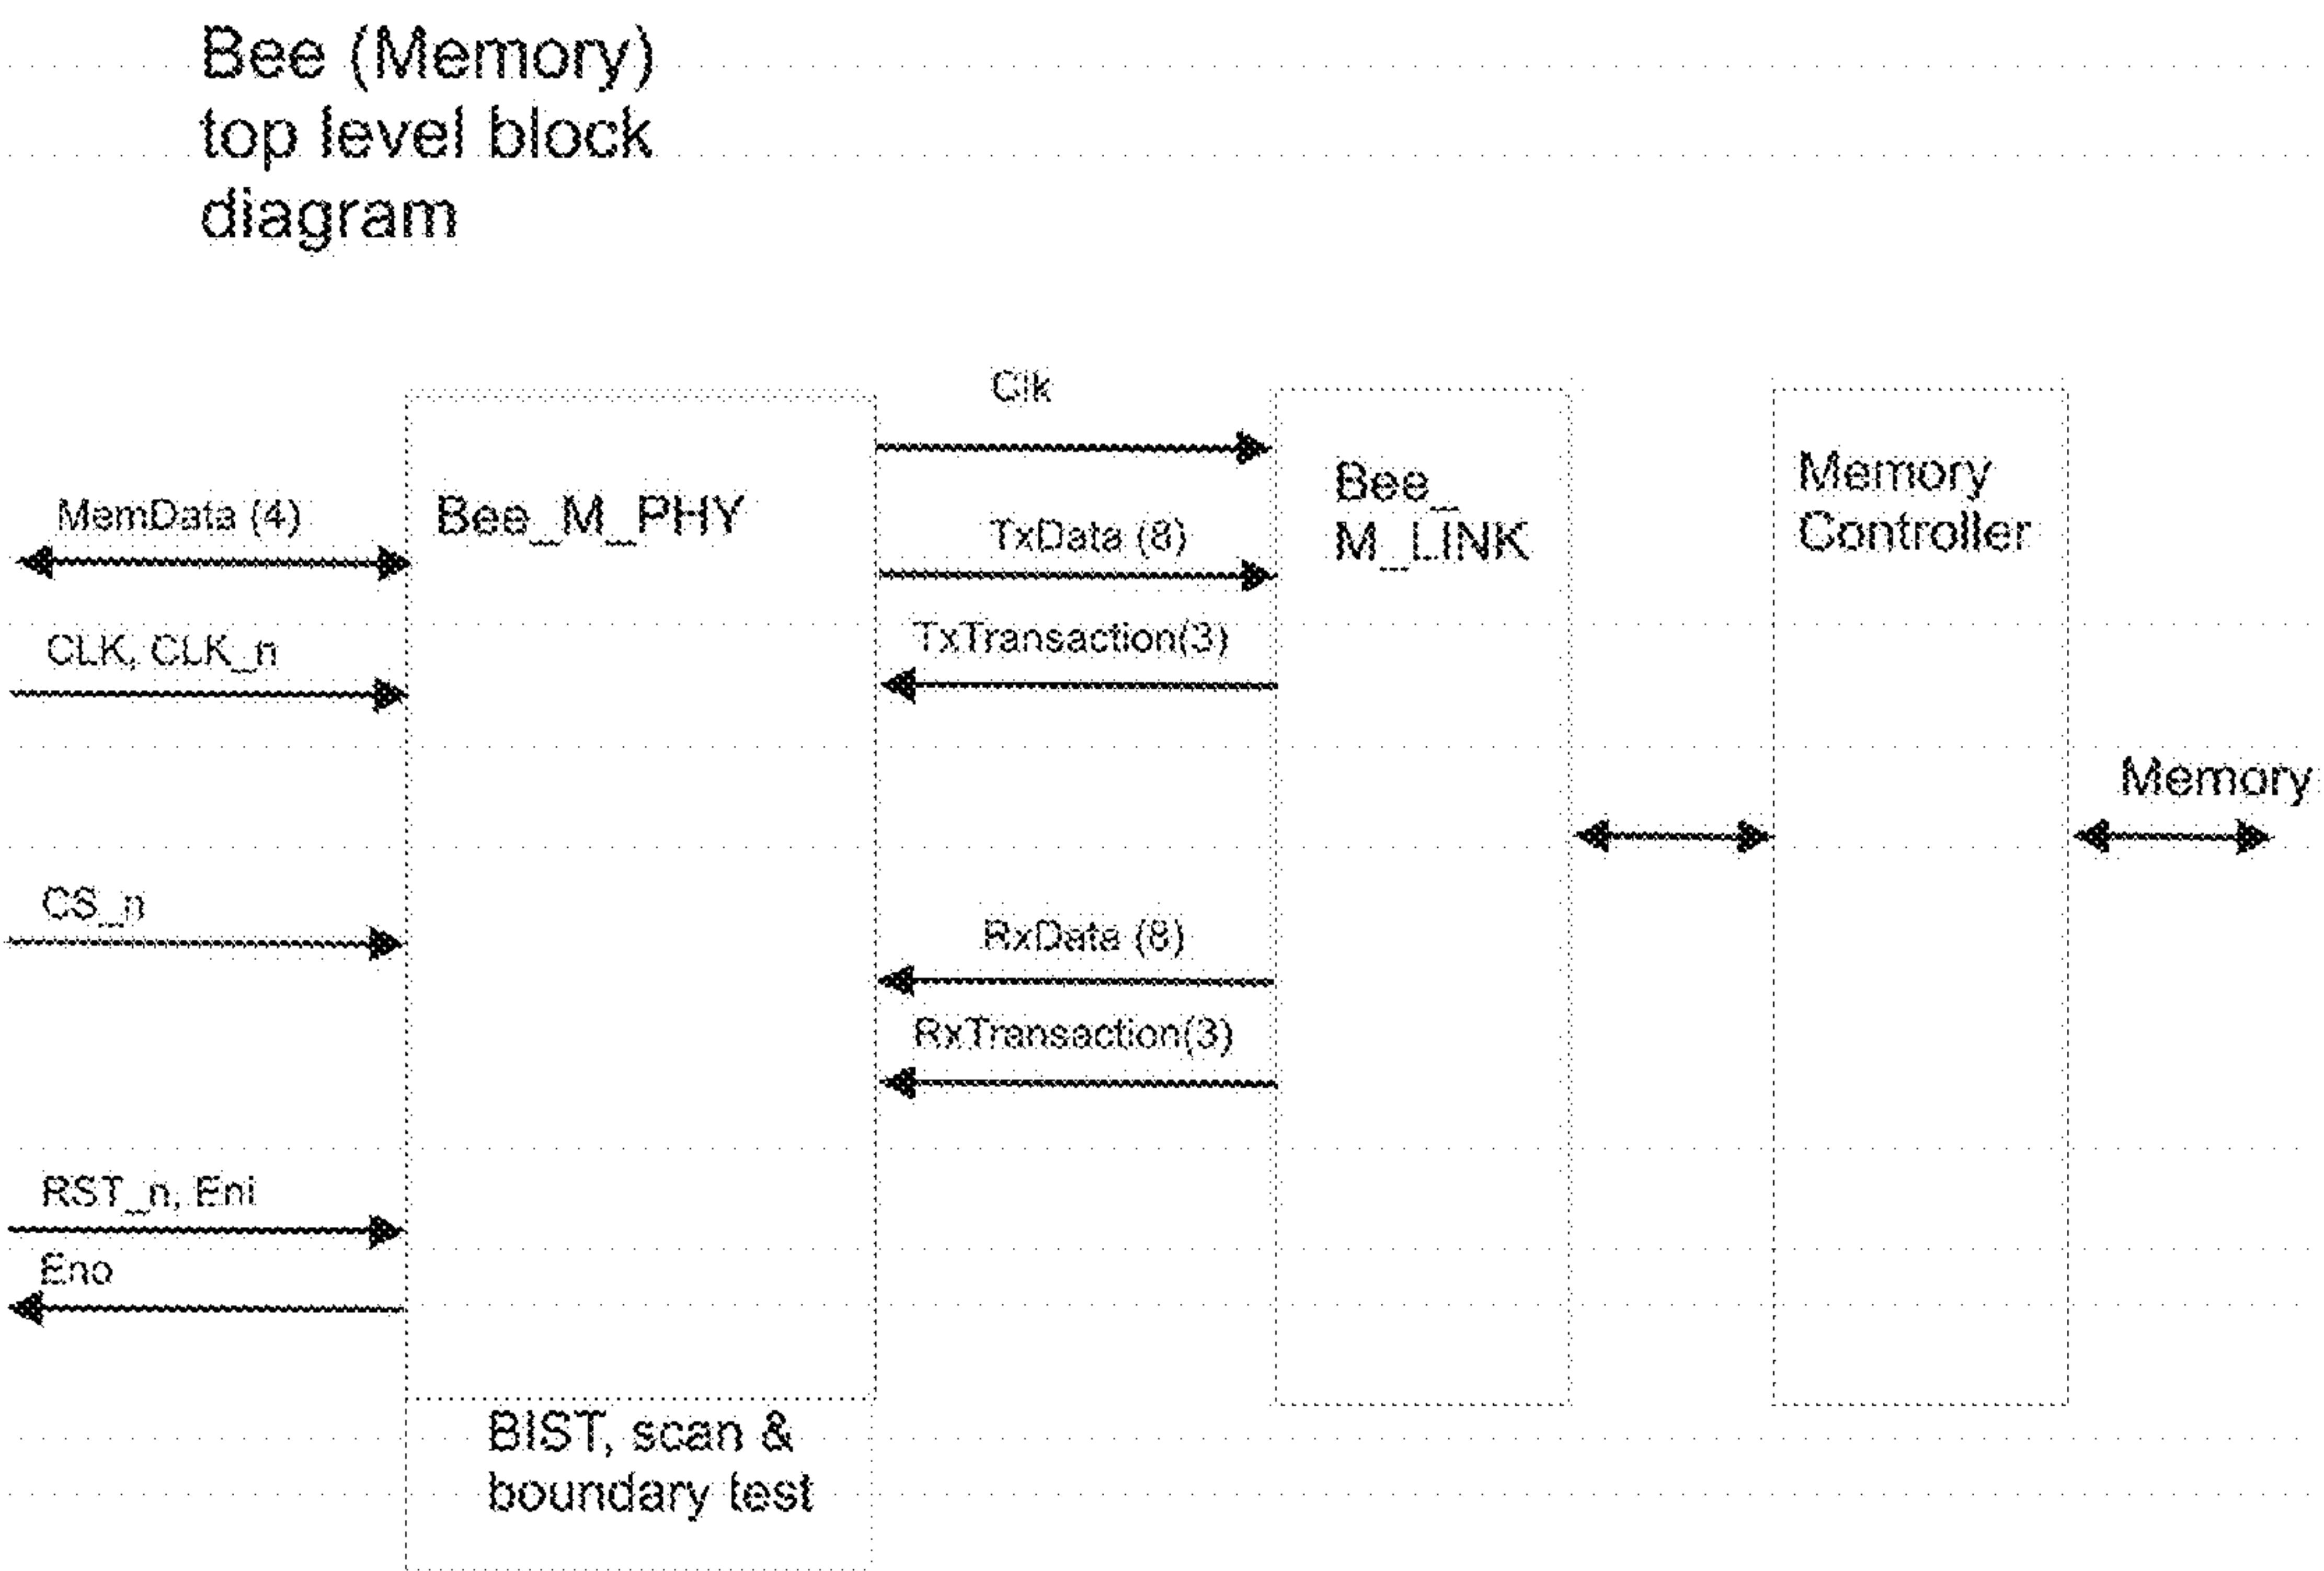 Bee (Memory)
top level block
diagram
Clk
MemData (4)
Bee_M_PHY
TxData (8)
Bee_
M_LINK
Memory
Controller
CLK, CLK_n
TxTransaction(3)
Memory
CS_n
RxData (8)
RxTransaction(3)
RST_n, Eni
Eno
BIST, scan &
boundary test